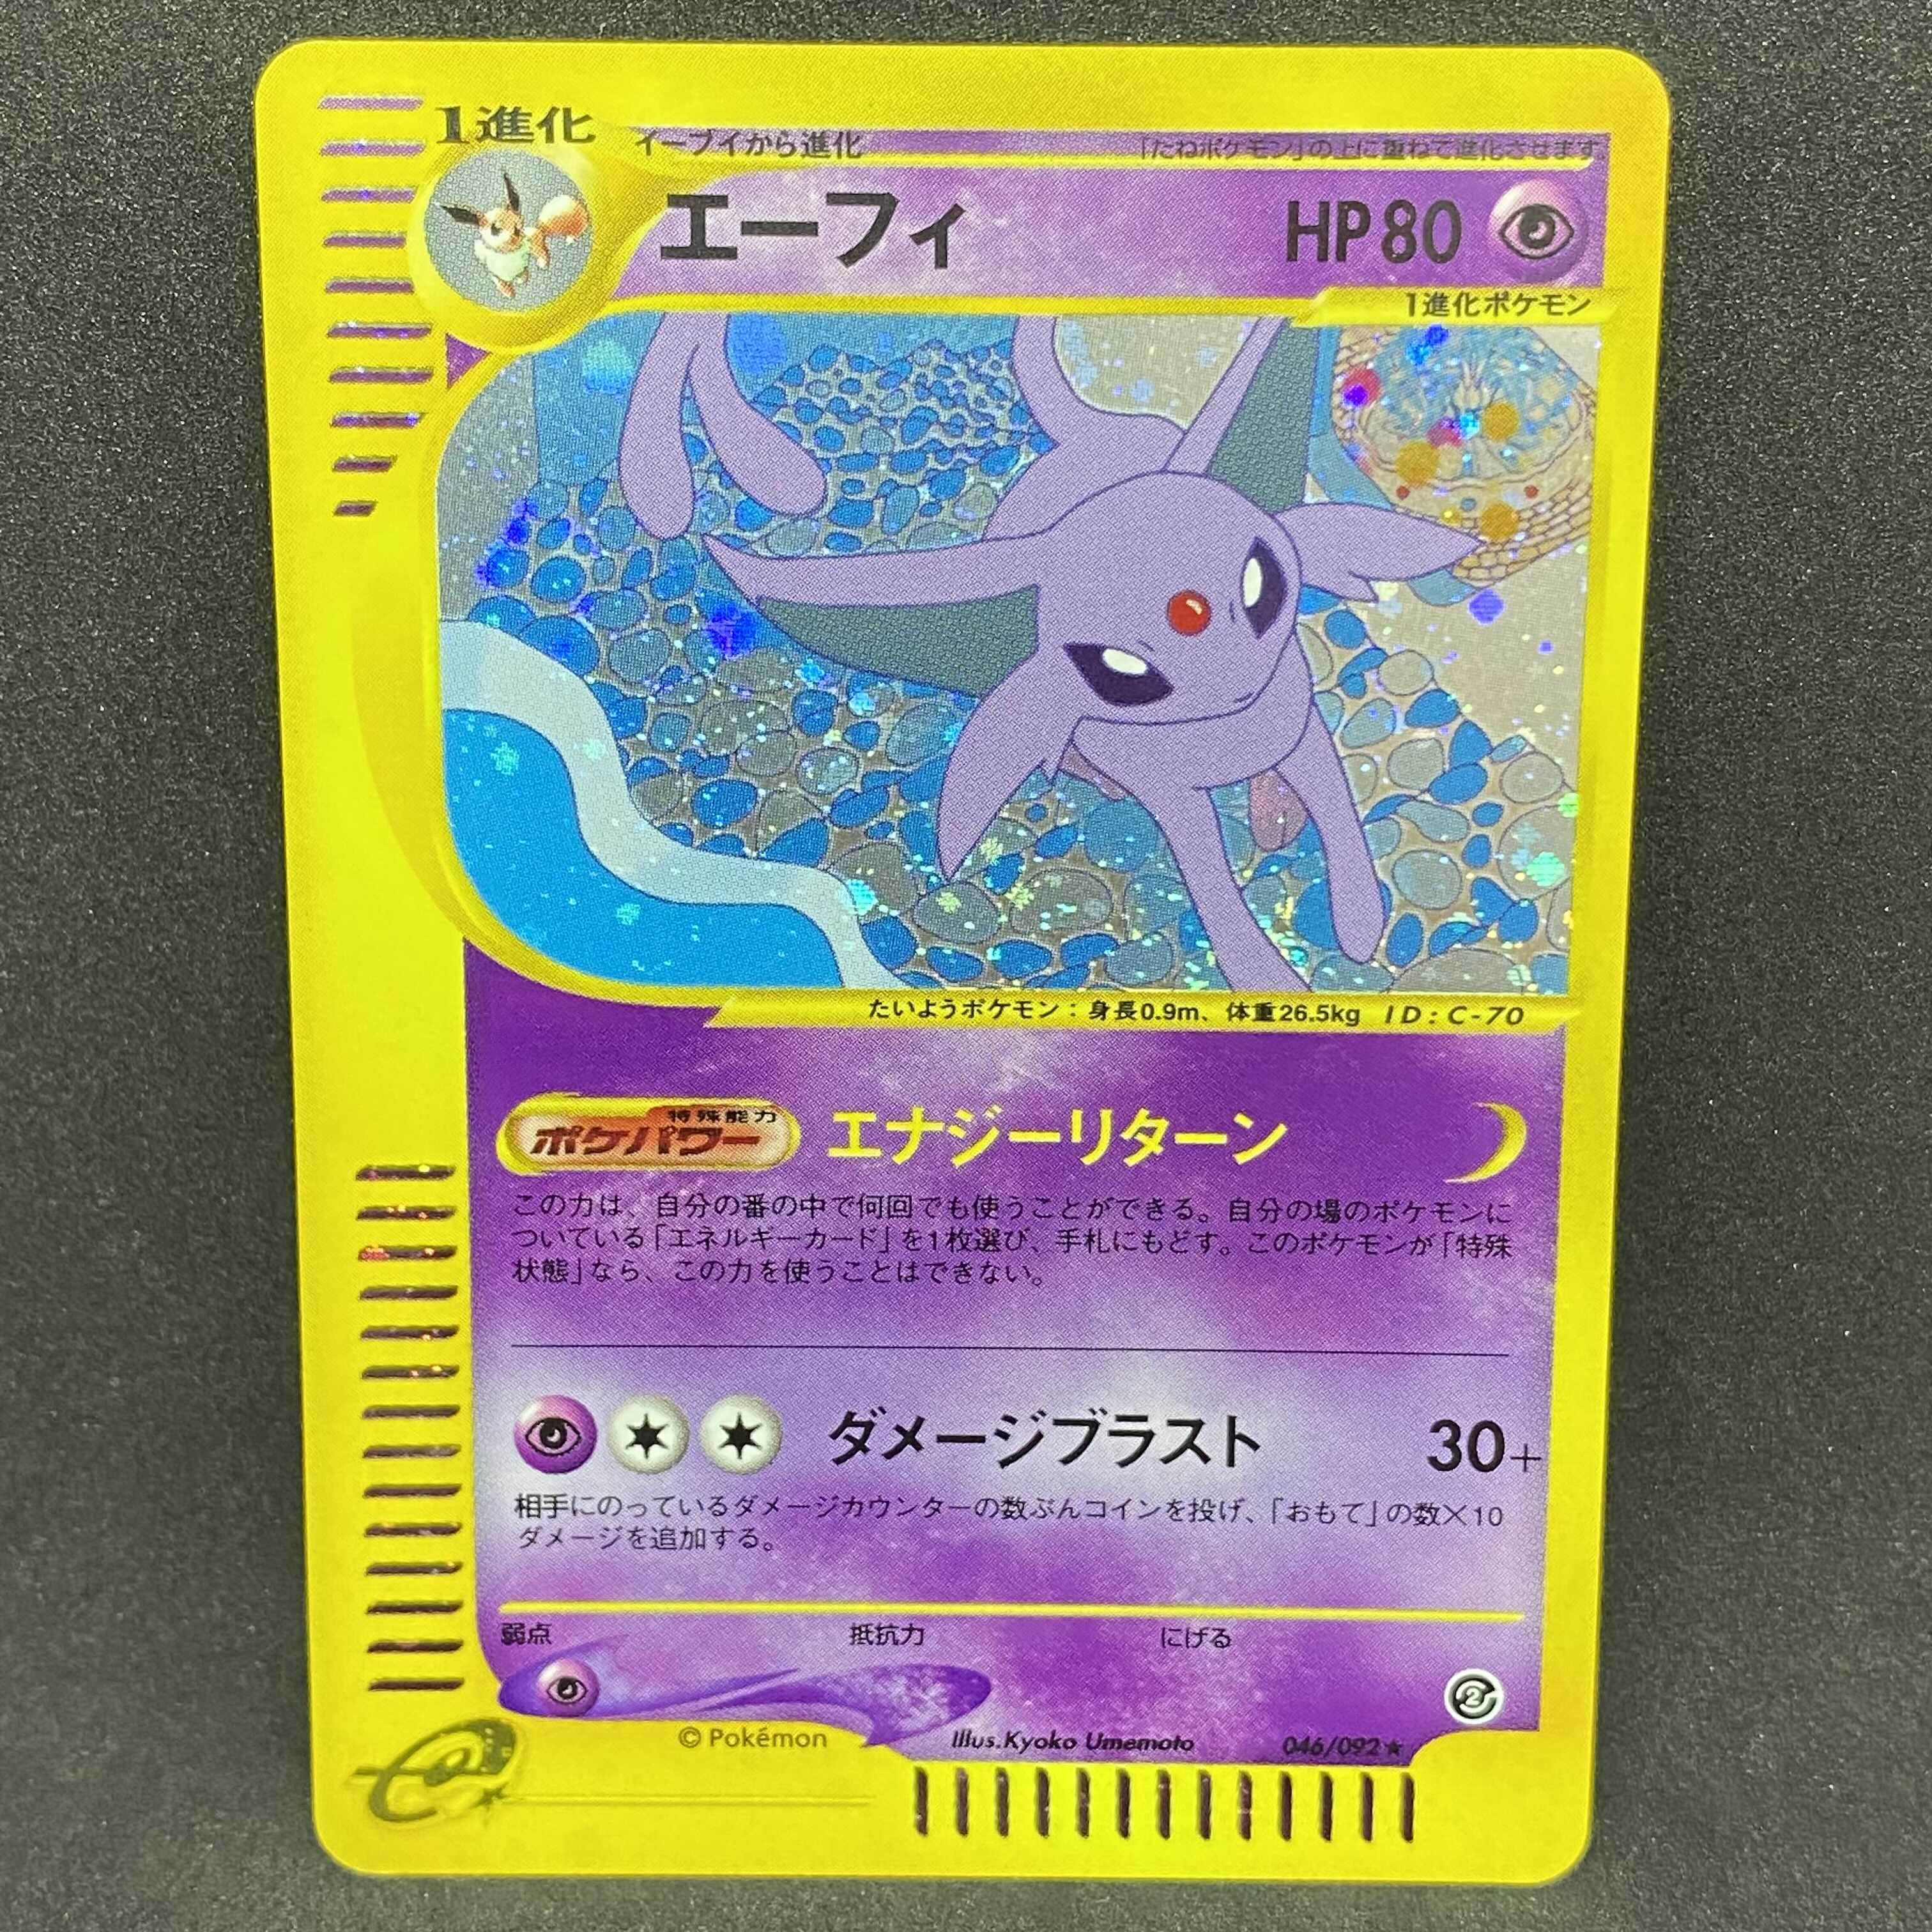 1進化
イーブイから進化
「たねポケモン」の上に重ねて進化させます。
エーフィ
HP80
1進化ポケモン
たいようポケモン：身長0.9m、体重26.5kg ID：C-70
特殊能力
ポケパワー
エナジーリターン
この力は、自分の番の中で何回でも使うことができる。自分の場のポケモンに
ついている「エネルギーカード」を1枚選び、手札にもどす。このポケモンが「特殊
状態」なら、この力を使うことはできない。
ダメージブラスト
30+
相手にのっているダメージカウンターの数ぶんコインを投げ、「おもて」の数×10
ダメージを追加する。
弱点
抵抗力
にげる
2
© Pokémon
Illus.Kyoko Umemoto
046/092★
e